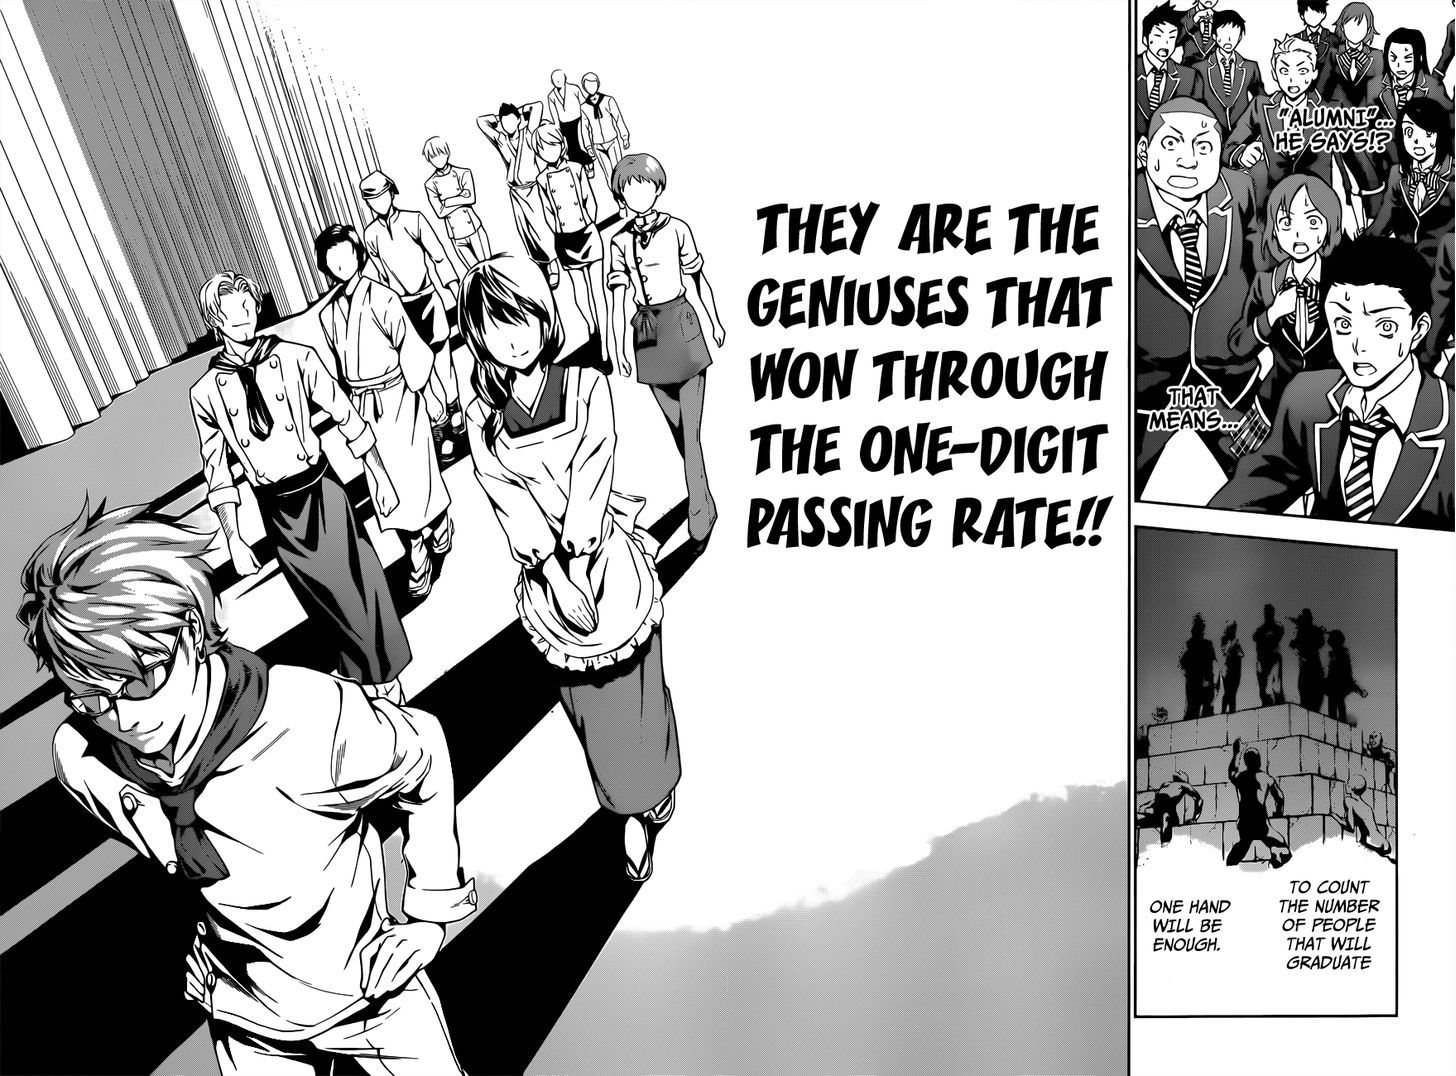 "ALUMNI"...
HE SAYS!?
THAT
MEANS...
TO COUNT
THE NUMBER
OF PEOPLE
THAT WILL
GRADUATE
ONE HAND
WILL BE
ENOUGH.
THEY ARE THE
GENIUSES THAT
WON THROUGH
THE ONE-DIGIT
PASSING RATE!!